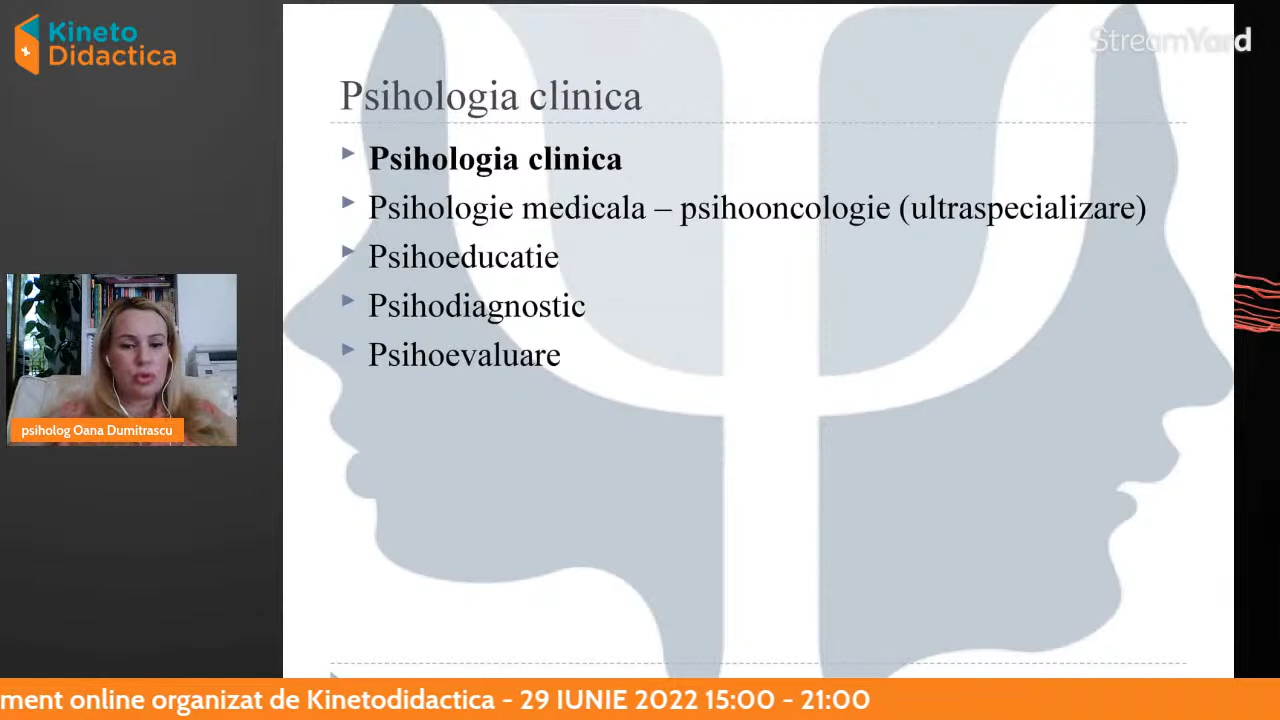 Kineto
Didactica
StreamYard
Psihologia clinica
Psihologia clinica
Psihologie medicala – psihooncologie (ultraspecializare)
Psihoeducatie
Psihodiagnostic
Psihoevaluare
psiholog Oana Dumitrascu
ment online organizat de Kinetodidactica - 29 IUNIE 2022 15:00 - 21:00